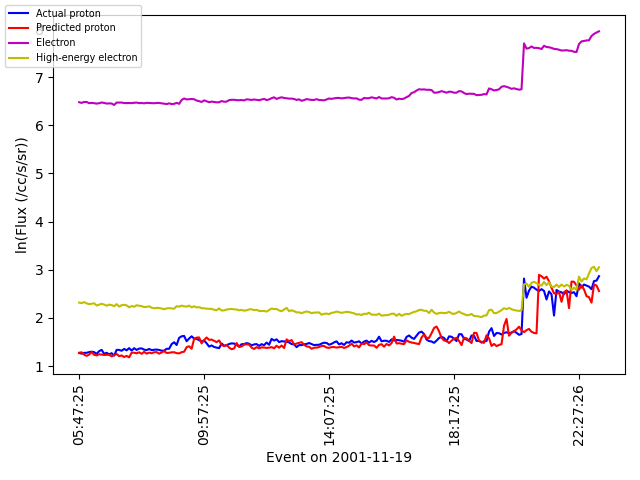 Actual proton
Predicted proton
Electron
High-energy electron
8
7
6
5
4
3
2
1
ln(Flux (/cc/s/sr))
05:47:25
09:57:25
14:07:25
18:17:25
22:27:26
Event on 2001-11-19